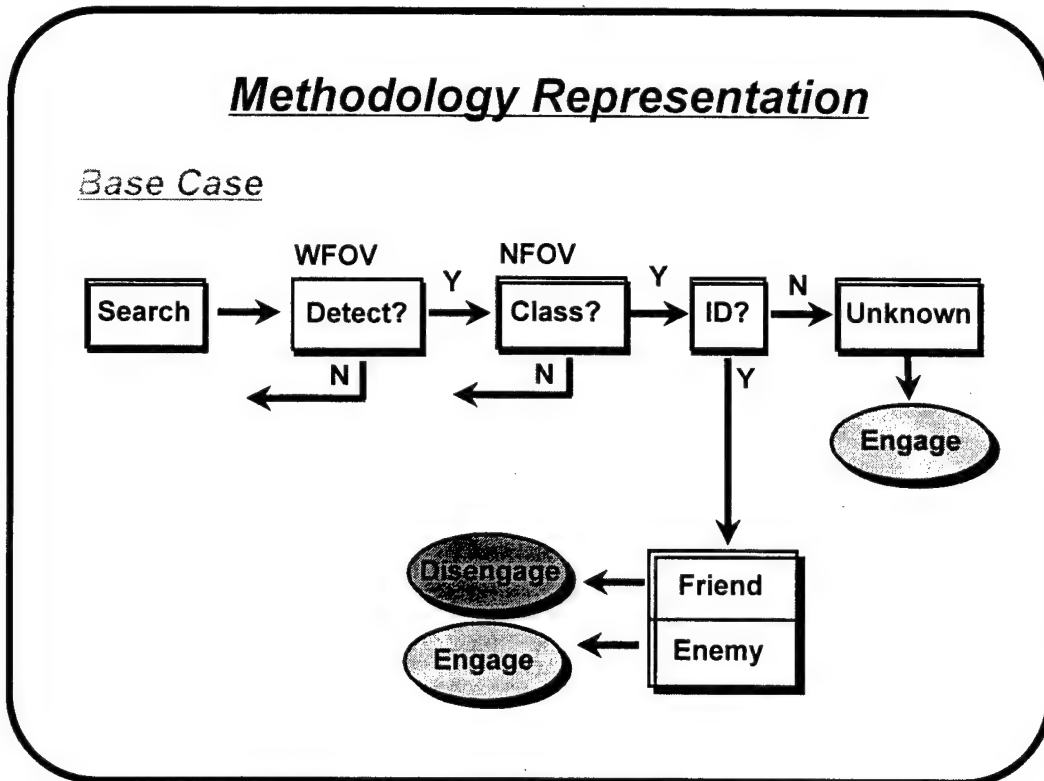 Methodology Representation
Base Case
WFOV
NFOV
Search
Detect?
Y
Class?
Y
ID?
N
Unknown
N
N
Y
Engage
Disengage
Friend
Engage
Enemy